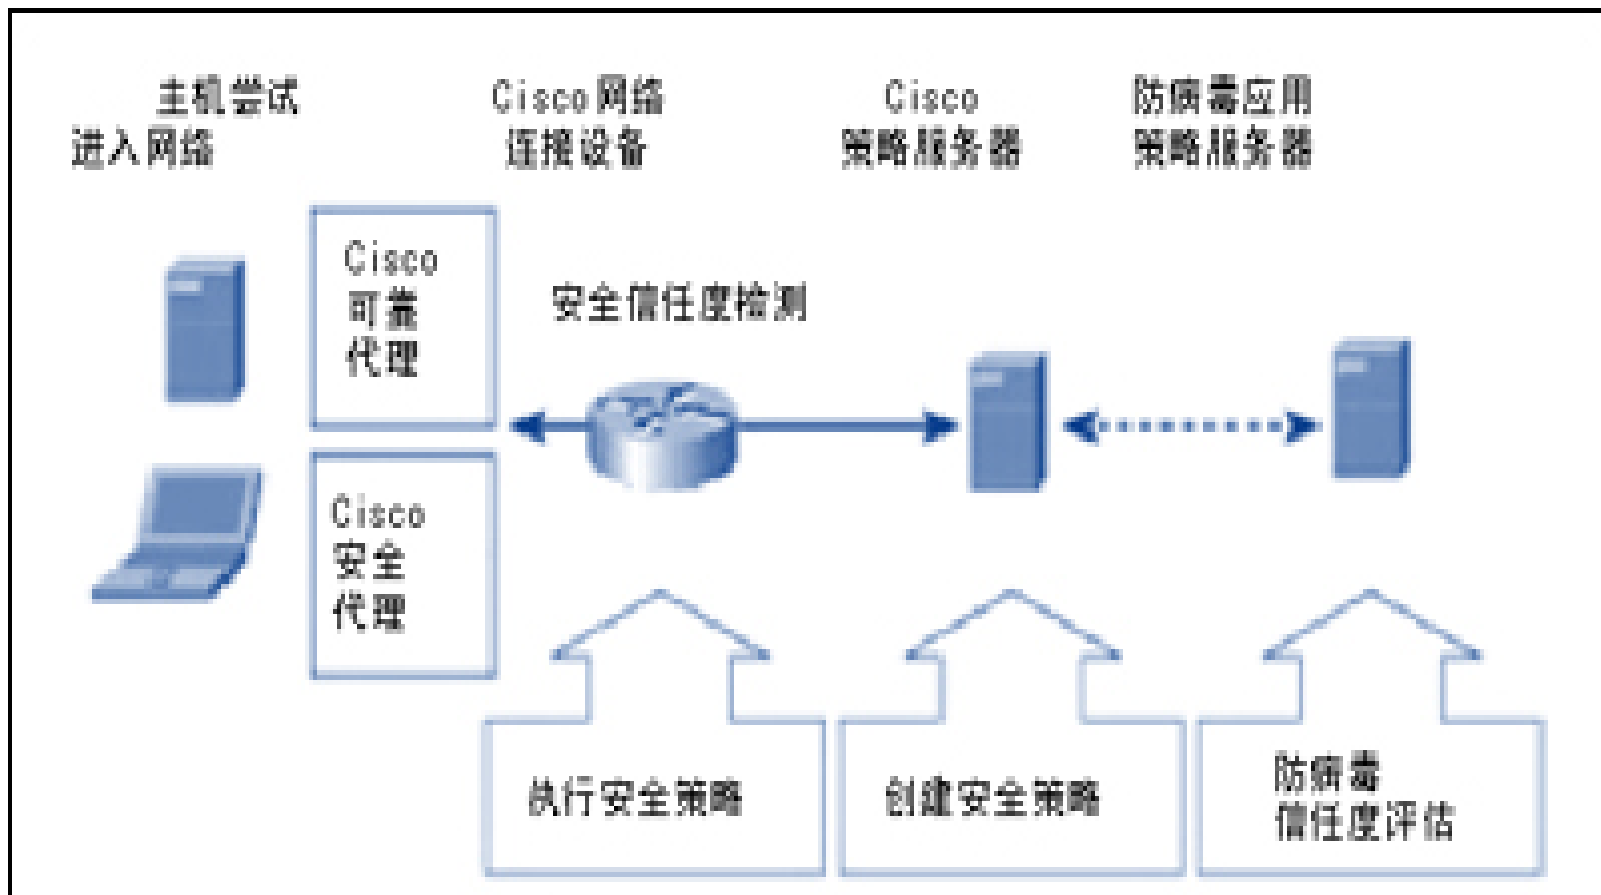 主机尝试
进入网络
Cisco网络
连接设备
Cisco
策略服务器
防病毒应用
策略服务器
Cisco
可靠
代理
安全信任度检测
Cisco
安全
代理
执行安全策略
创建安全策略
防病毒
信任度评估